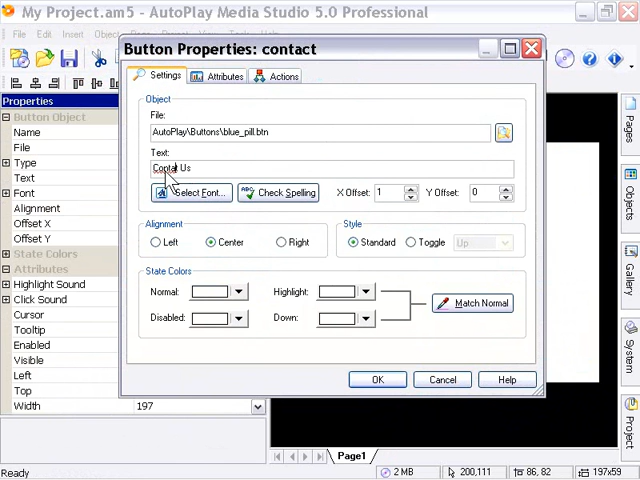 My Project.am5 - AutoPlay Media Studio 5.0 Professional
File Edit Insert Object
Button Properties: contact
Settings
Attributes
Actions
Properties
Button Object
Name
File
Type
Text
Font
Alignment
Offset X
Offset Y
State Colors
Attributes
Highlight Sound
Click Sound
Cursor
Tooltip
Enabled
Visible
Left
Top
Width 197
Object
File:
AutoPlay\Buttons\blue_pill.btn
Text:
Contat Us
Select Font...
ABC Check Spelling
X Offset: 1
Y Offset: 0
Alignment
Left
Center
Right
Style
Standard
Toggle
Up
State Colors
Normal:
Highlight:
Match Normal
Disabled:
Down:
OK
Cancel
Help
Pages
Objects
Gallery
System
Project
Page1
Ready
2 MB
200,111
86, 82
197x59